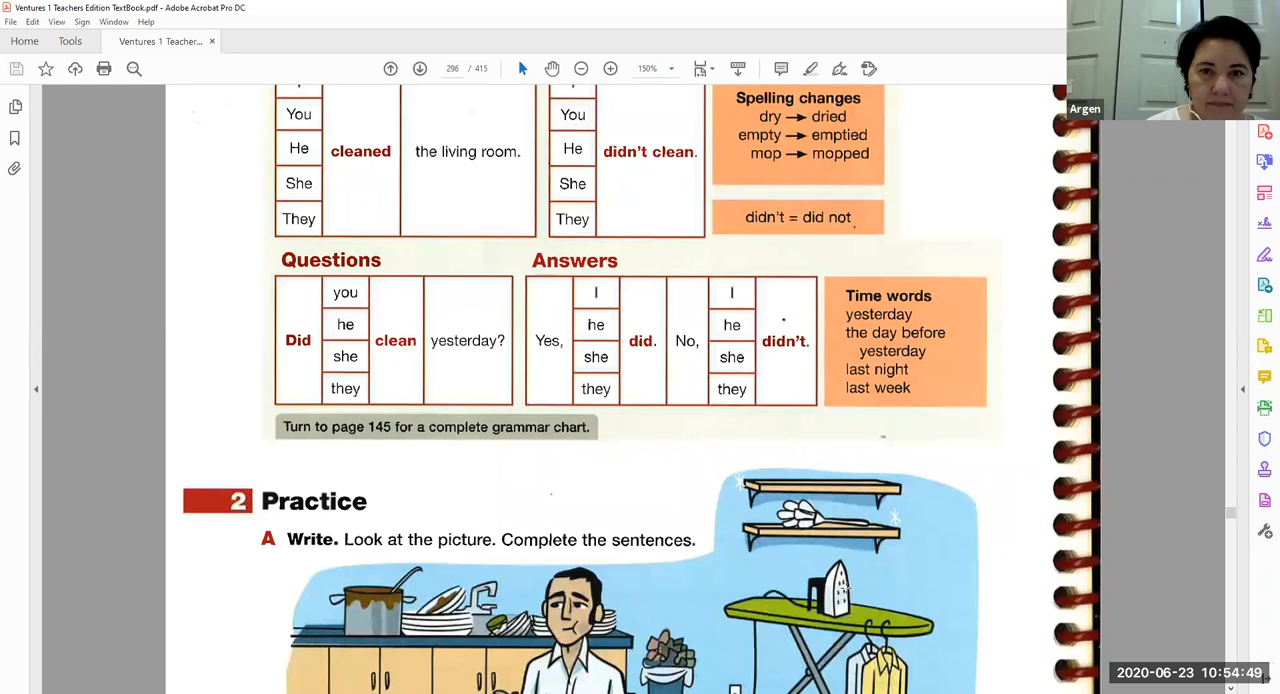 Ventures 1 Teachers Edition TextBook.pdf - Adobe Acrobat Pro DC
File Edit View Sign Window Help
Home Tools Ventures 1 Teacher... ×
296 / 415 150%
Argen
You
He
She
They
cleaned
the living room.
You
He
She
They
didn't clean.
Spelling changes
dry → dried
empty → emptied
mop → mopped
didn't = did not
Questions
Did
you
he
she
they
clean
yesterday?
Answers
Yes,
I
he
she
they
did.
No,
I
he
she
they
didn't.
Time words
yesterday
the day before
yesterday
last night
last week
Turn to page 145 for a complete grammar chart.
2 Practice
A Write. Look at the picture. Complete the sentences.
2020-06-23 10:54:49